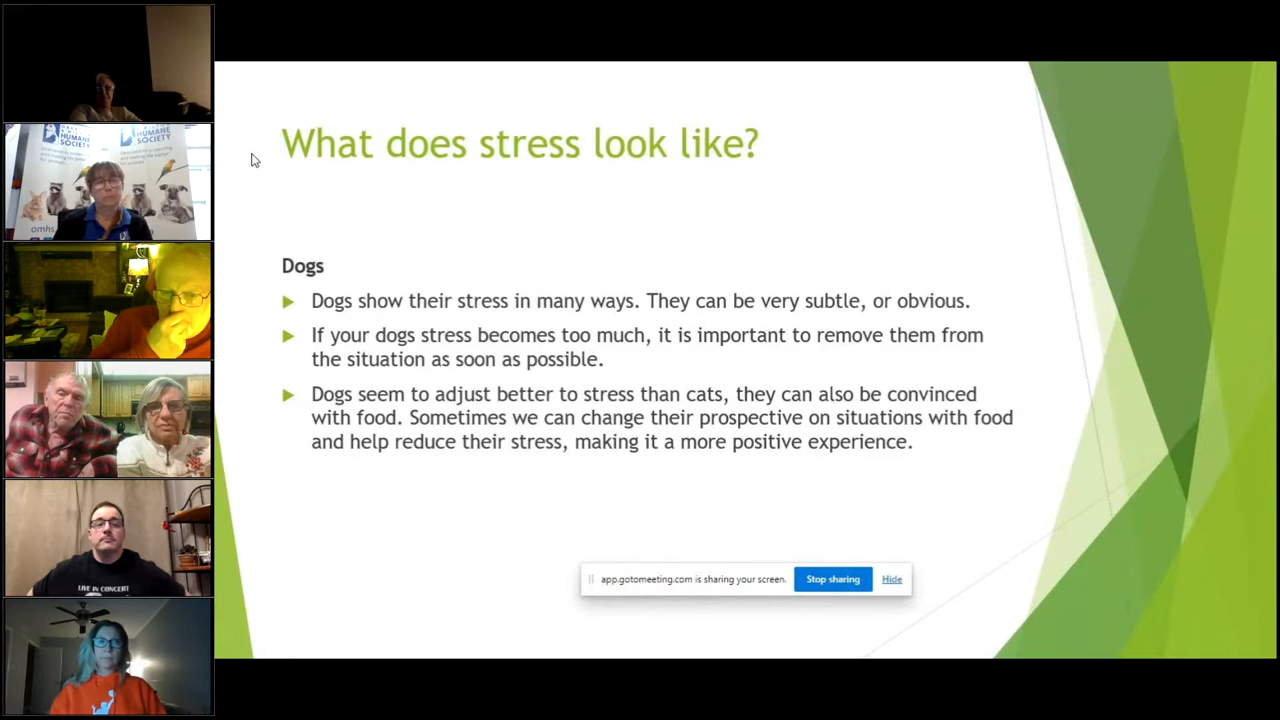 What does stress look like?
Dogs
Dogs show their stress in many ways. They can be very subtle, or obvious.
If your dogs stress becomes too much, it is important to remove them from
the situation as soon as possible.
Dogs seem to adjust better to stress than cats, they can also be convinced
with food. Sometimes we can change their prospective on situations with food
and help reduce their stress, making it a more positive experience.
app.gotomeeting.com is sharing your screen.
Stop sharing
Hide
HUMANE
SOCIETY
HUMANE
SOCIETY
omhs.
LIVE IN CONCERT